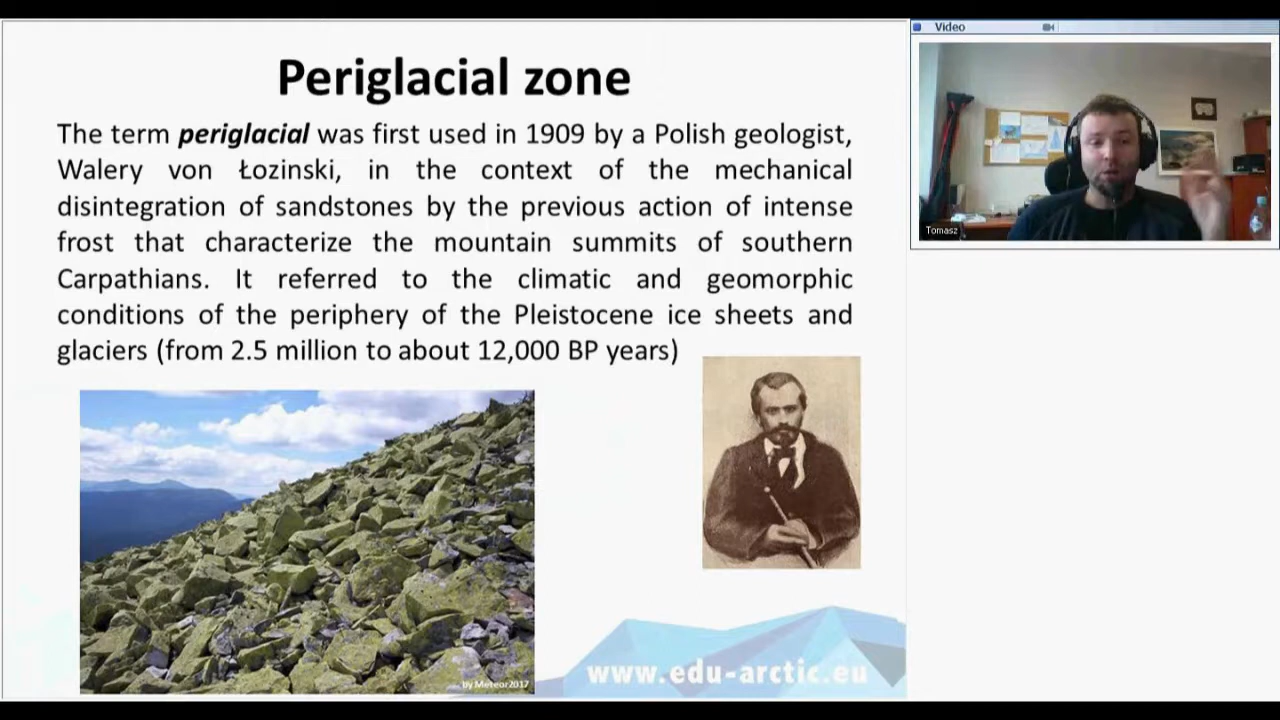 Periglacial zone
The term periglacial was first used in 1909 by a Polish geologist,
Walery von Łozinski, in the context of the mechanical
disintegration of sandstones by the previous action of intense
frost that characterize the mountain summits of southern
Carpathians. It referred to the climatic and geomorphic
conditions of the periphery of the Pleistocene ice sheets and
glaciers (from 2.5 million to about 12,000 BP years)
by Meteor2017
www.edu-arctic.eu
Video
Tomasz